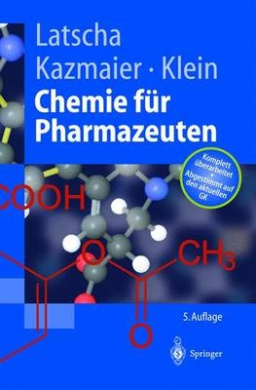 Latscha
Kazmaier · Klein
Chemie für
Pharmazeuten
Komplett
überarbeitet
•
Abgestimmt auf
den aktuellen
GK
COOH
O
CH₃
O
5. Auflage
Springer